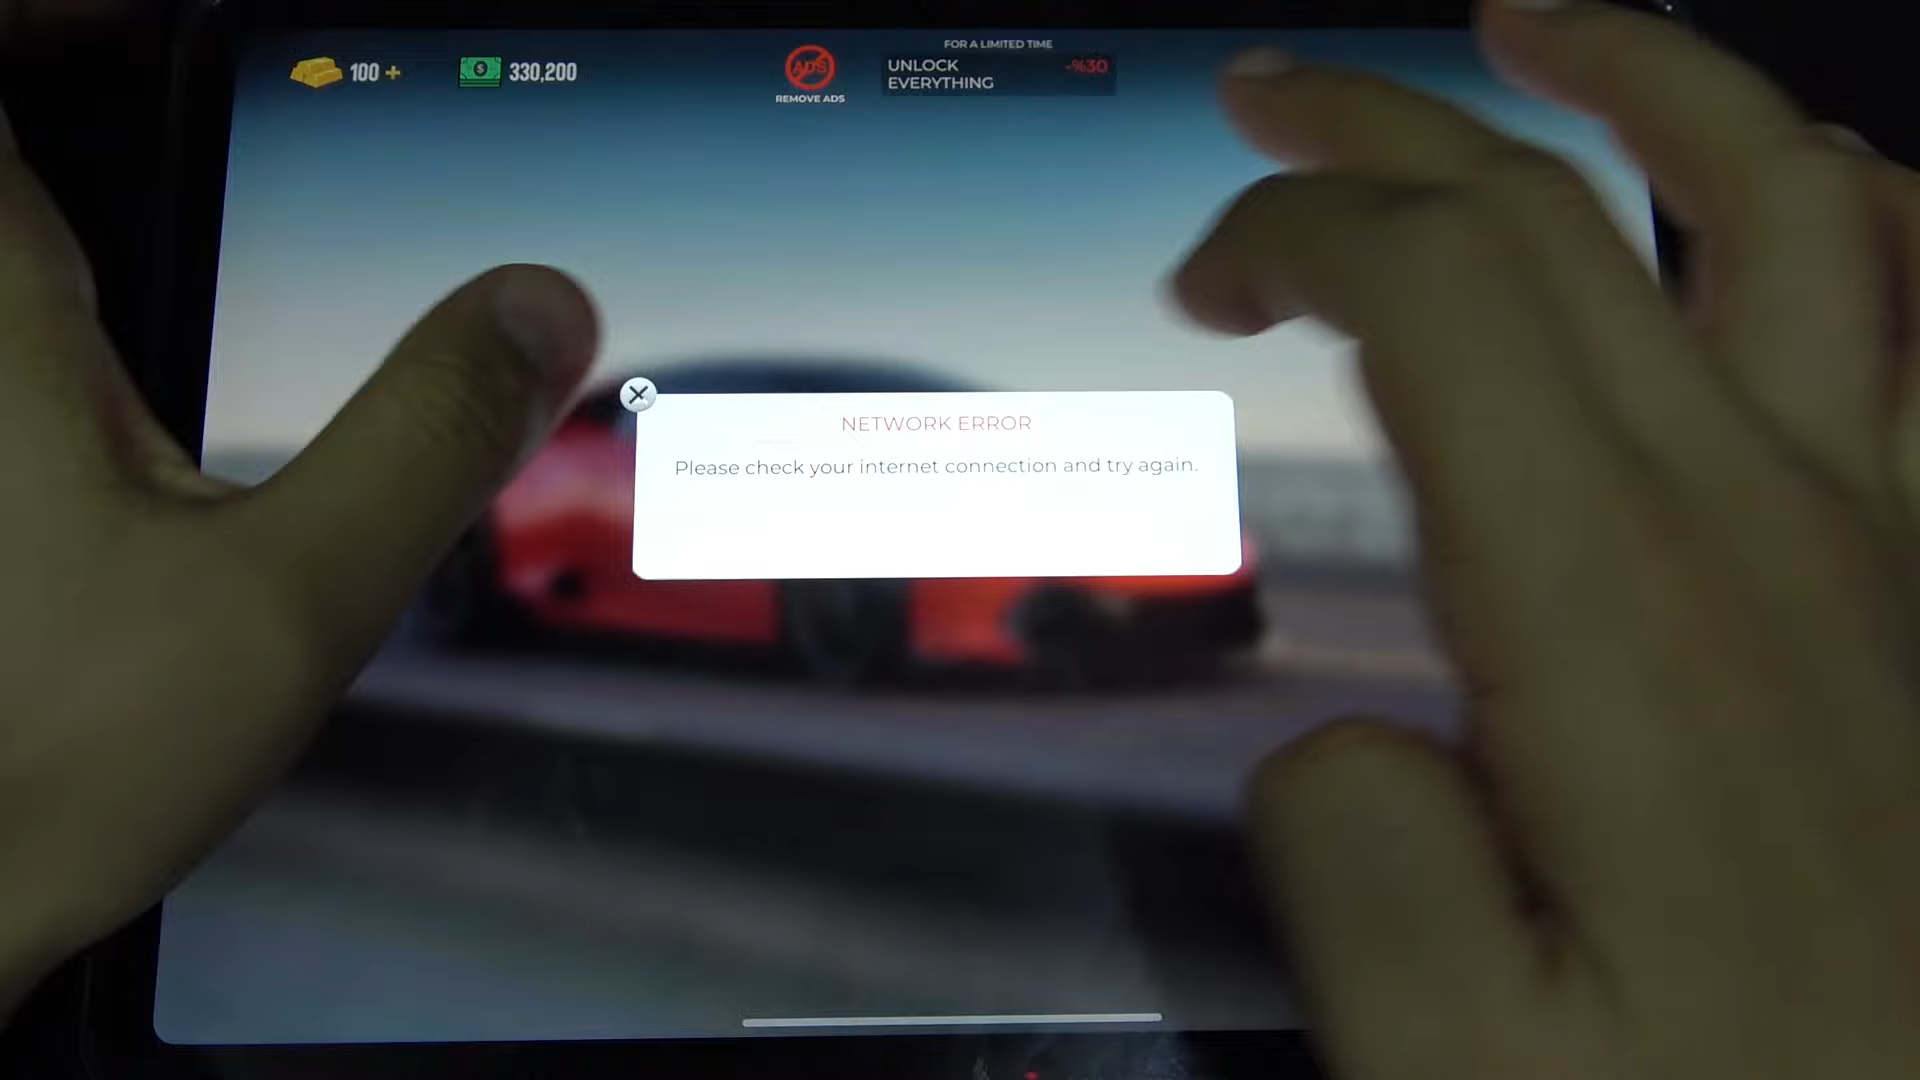 100 +
330,200
ADS
REMOVE ADS
FOR A LIMITED TIME
UNLOCK
EVERYTHING
-%30
NETWORK ERROR
Please check your internet connection and try again.